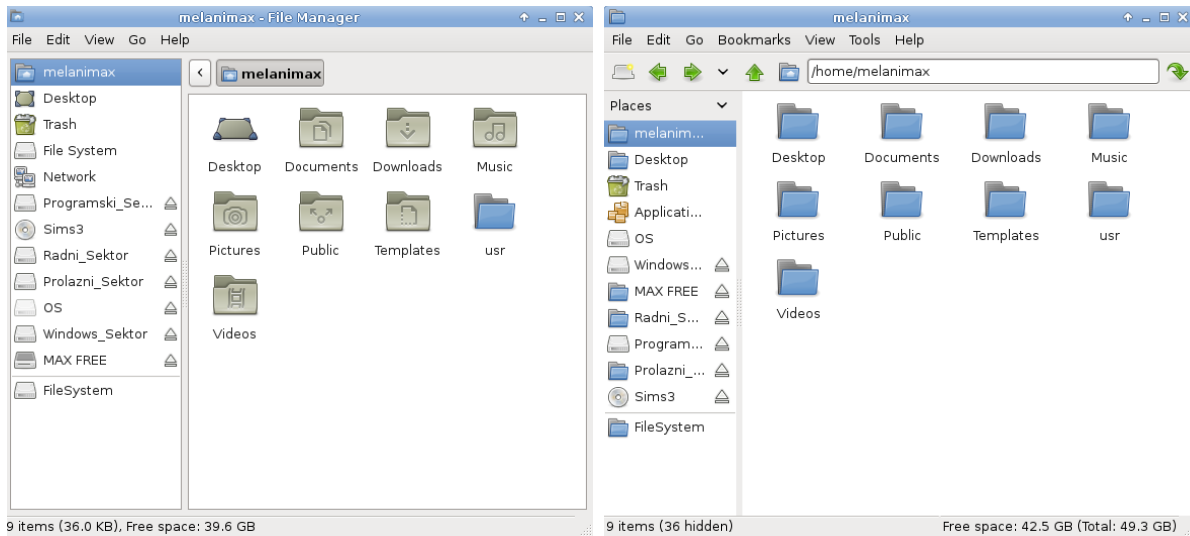 melanimax - File Manager
File Edit View Go Help
melanimax
Desktop
Trash
File System
Network
Programski_Se...
Sims3
Radni_Sektor
Prolazni_Sektor
OS
Windows_Sektor
MAX FREE
FileSystem
melanimax
Desktop Documents Downloads Music
Pictures Public Templates usr
Videos
9 items (36.0 KB), Free space: 39.6 GB
melanimax
File Edit Go Bookmarks View Tools Help
/home/melanimax
Places
melanim...
Desktop
Trash
Applicati...
OS
Windows...
MAX FREE
Radni_S...
Program...
Prolazni_...
Sims3
FileSystem
Desktop Documents Downloads Music
Pictures Public Templates usr
Videos
9 items (36 hidden) Free space: 42.5 GB (Total: 49.3 GB)